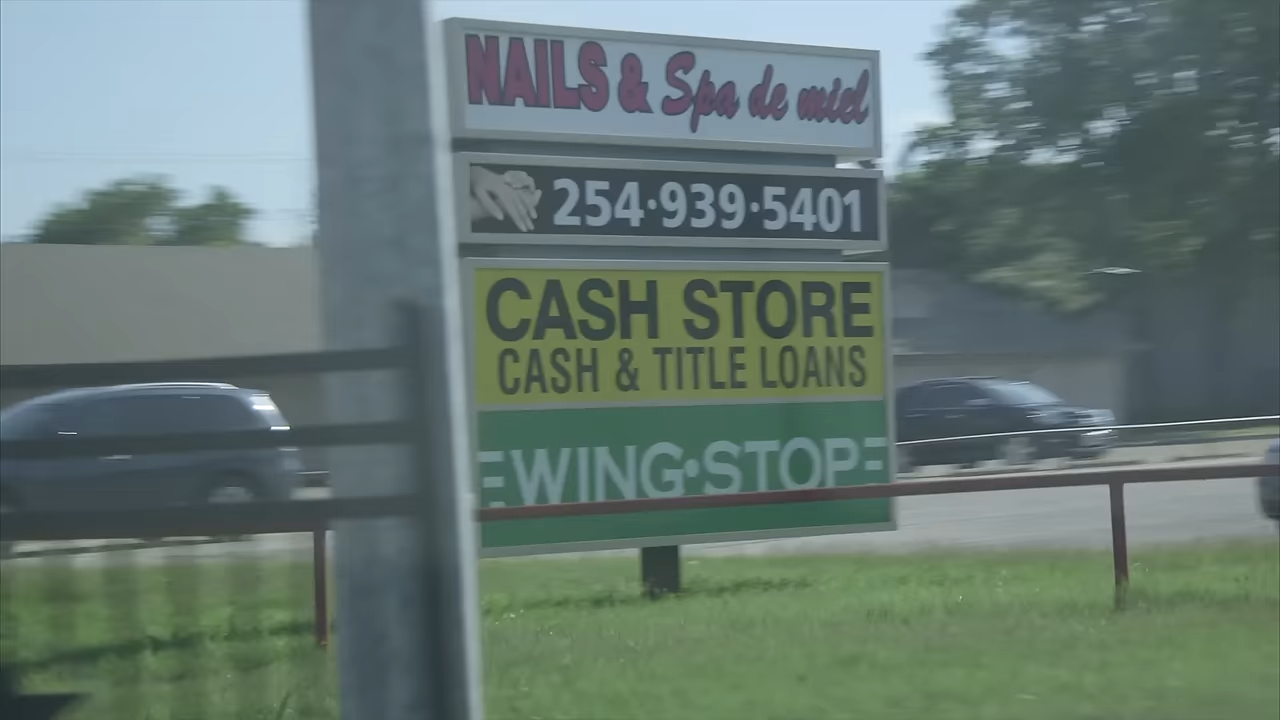 NAILS & Spa de miel
254·939·5401
CASH STORE
CASH & TITLE LOANS
WING·STOP